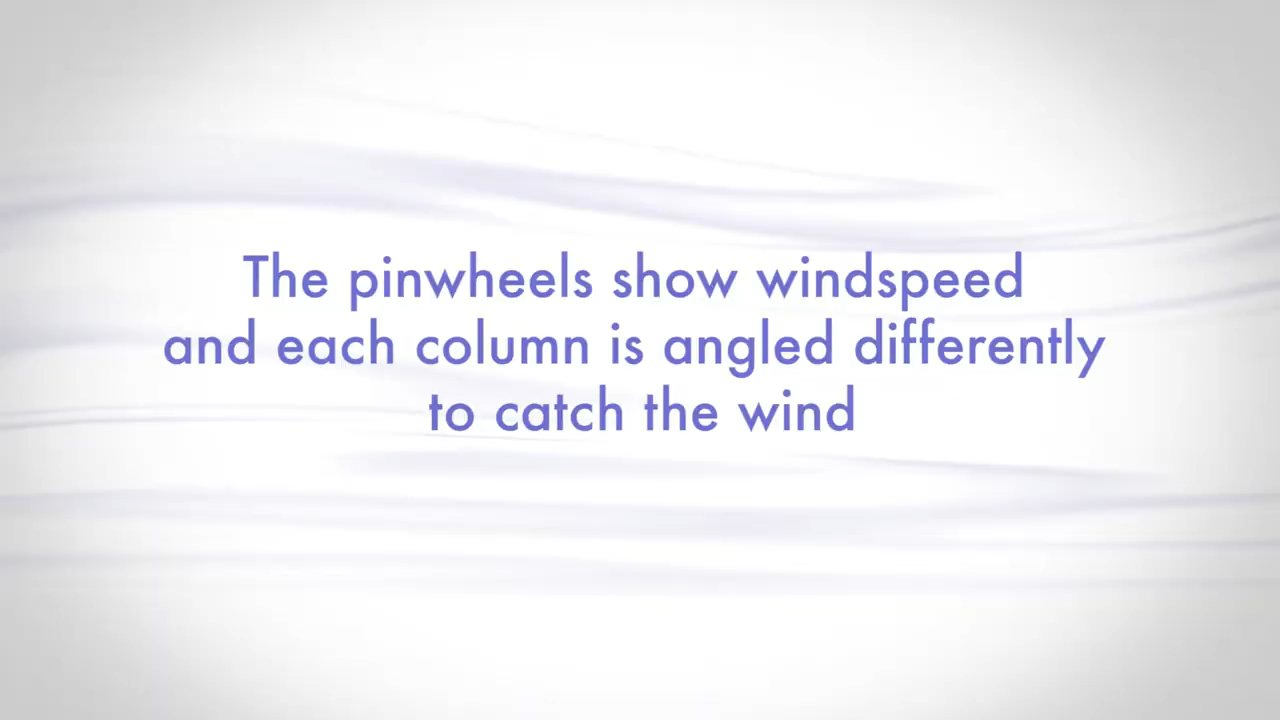 The pinwheels show windspeed
and each column is angled differently
to catch the wind